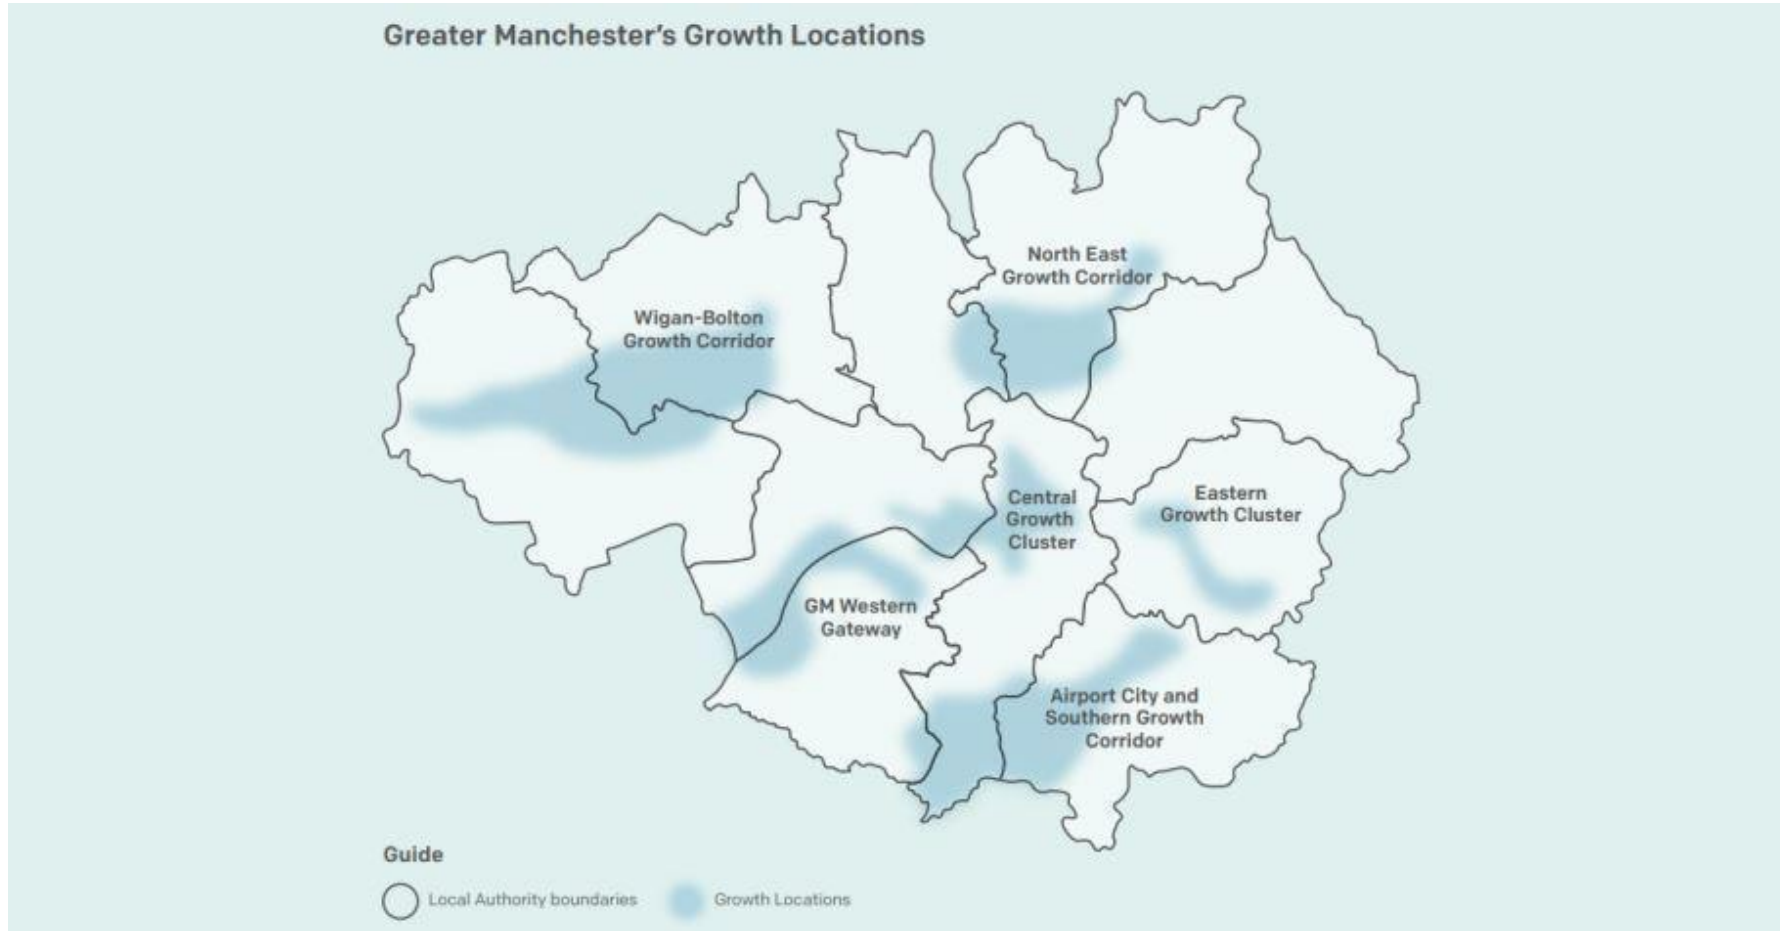 Greater Manchester's Growth Locations
North East
Growth Corridor
Wigan-Bolton
Growth Corridor
Central
Growth
Cluster
Eastern
Growth Cluster
GM Western
Gateway
Airport City and
Southern Growth
Corridor
Guide
Local Authority boundaries
Growth Locations